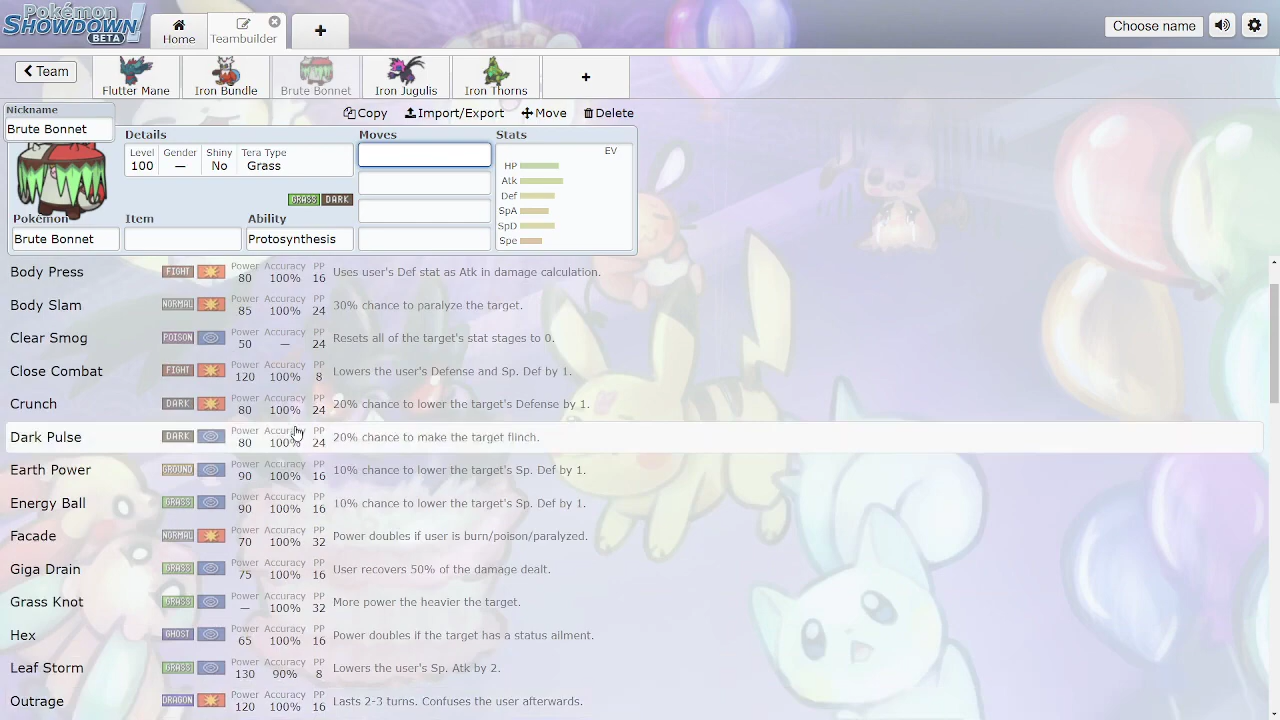 Pokémon
SHOWDOWN!
BETA
Home
Teambuilder
+
Choose name
Team
Flutter Mane
Iron Bundle
Brute Bonnet
Iron Jugulis
Iron Thorns
+
Nickname
Brute Bonnet
Copy
Import/Export
Move
Delete
Details
Moves
Stats
Level
Gender
Shiny
Tera Type
100
—
No
Grass
EV
HP
Atk
Def
SpA
SpD
Spe
GRASS DARK
Pokémon
Item
Ability
Brute Bonnet
Protosynthesis
Body Press FIGHT Power 80 Accuracy 100% PP 16 Uses user's Def stat as Atk in damage calculation.
Body Slam NORMAL Power 85 Accuracy 100% PP 24 30% chance to paralyze the target.
Clear Smog POISON Power 50 Accuracy — PP 24 Resets all of the target's stat stages to 0.
Close Combat FIGHT Power 120 Accuracy 100% PP 8 Lowers the user's Defense and Sp. Def by 1.
Crunch DARK Power 80 Accuracy 100% PP 24 20% chance to lower the target's Defense by 1.
Dark Pulse DARK Power 80 Accuracy 100% PP 24 20% chance to make the target flinch.
Earth Power GROUND Power 90 Accuracy 100% PP 16 10% chance to lower the target's Sp. Def by 1.
Energy Ball GRASS Power 90 Accuracy 100% PP 16 10% chance to lower the target's Sp. Def by 1.
Facade NORMAL Power 70 Accuracy 100% PP 32 Power doubles if user is burn/poison/paralyzed.
Giga Drain GRASS Power 75 Accuracy 100% PP 16 User recovers 50% of the damage dealt.
Grass Knot GRASS Power — Accuracy 100% PP 32 More power the heavier the target.
Hex GHOST Power 65 Accuracy 100% PP 16 Power doubles if the target has a status ailment.
Leaf Storm GRASS Power 130 Accuracy 90% PP 8 Lowers the user's Sp. Atk by 2.
Outrage DRAGON Power 120 Accuracy 100% PP 16 Lasts 2-3 turns. Confuses the user afterwards.